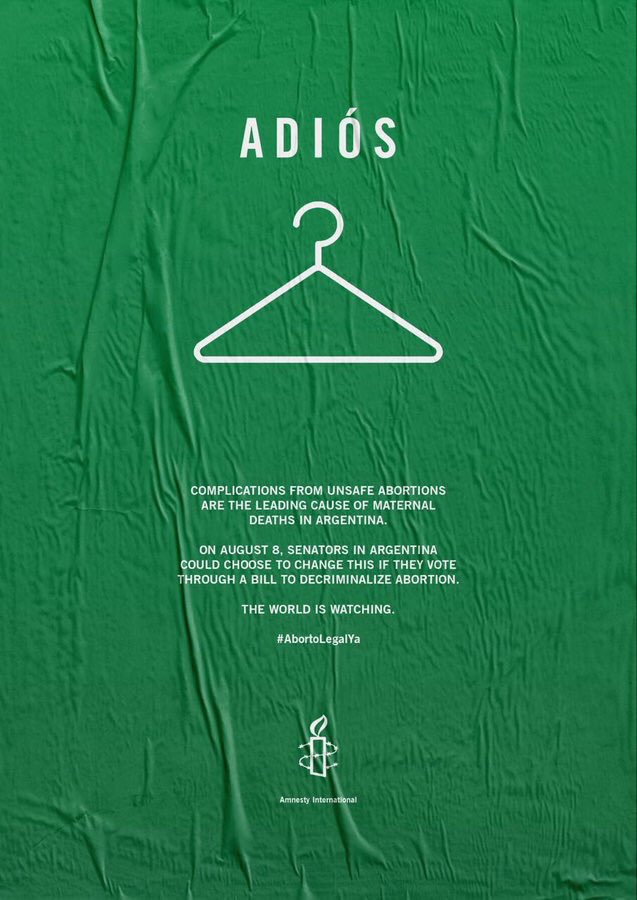 ADIÓS
COMPLICATIONS FROM UNSAFE ABORTIONS
ARE THE LEADING CAUSE OF MATERNAL
DEATHS IN ARGENTINA.
ON AUGUST 8, SENATORS IN ARGENTINA
COULD CHOOSE TO CHANGE THIS IF THEY VOTE
THROUGH A BILL TO DECRIMINALIZE ABORTION.
THE WORLD IS WATCHING.
#AbortoLegalYa
Amnesty International